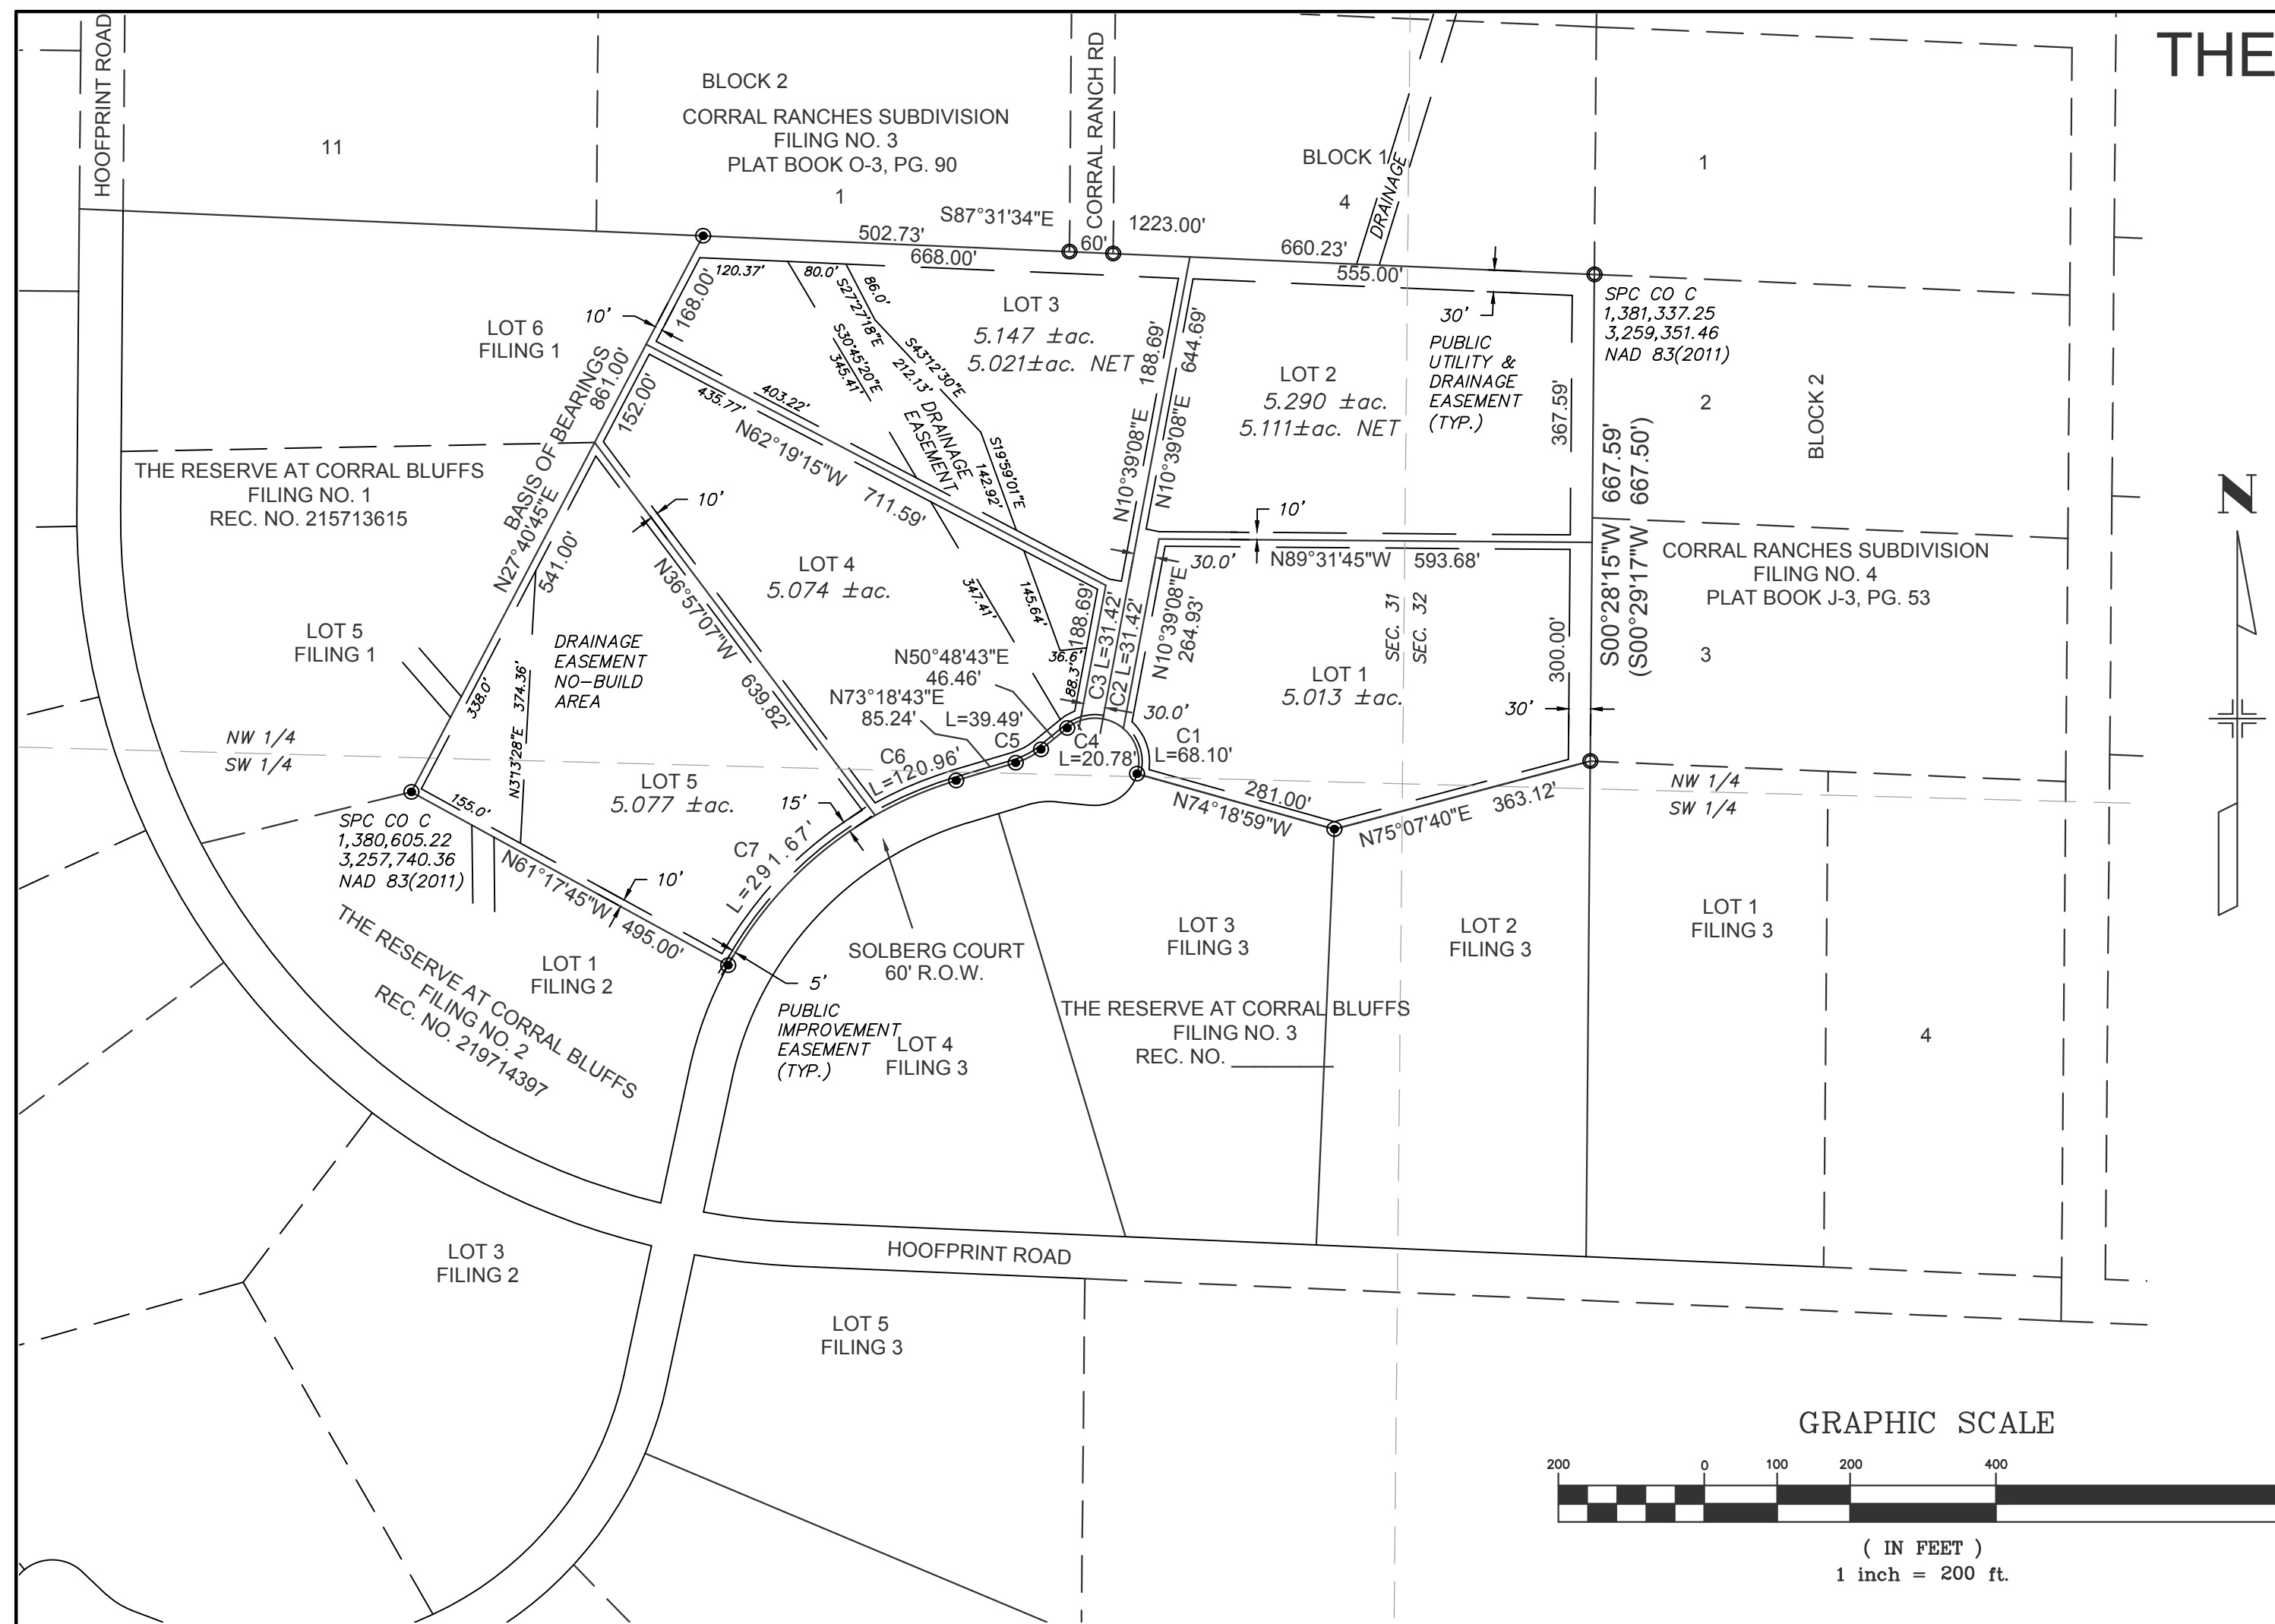 THE
HOOFPRINT ROAD
BLOCK 2
CORRAL RANCHES SUBDIVISION
FILING NO. 3
PLAT BOOK O-3, PG. 90
11
1
CORRAL RANCH RD
BLOCK 1
4
DRAINAGE
1
S87°31'34"E
1223.00'
502.73'
60'
660.23'
668.00'
555.00'
120.37'
80.0'
86.0'
S27°27'18"E
S30°45'20"E
345.41'
S43°12'30"E
212.13'
DRAINAGE
EASEMENT
S19°59'01"E
142.92'
LOT 3
5.147 ±ac.
5.021±ac. NET
LOT 6
FILING 1
10'
168.00'
BASIS OF BEARINGS
861.00'
N27°40'45"E
152.00'
541.00'
403.22'
435.77'
N62°19'15"W
711.59'
188.69'
N10°39'08"E
644.69'
N10°39'08"E
LOT 2
5.290 ±ac.
5.111±ac. NET
30'
PUBLIC
UTILITY &
DRAINAGE
EASEMENT
(TYP.)
367.59'
SPC CO C
1,381,337.25
3,259,351.46
NAD 83(2011)
2
BLOCK 2
667.59'
S00°28'15"W
667.50')
(S00°29'17"W
N
THE RESERVE AT CORRAL BLUFFS
FILING NO. 1
REC. NO. 215713615
10'
LOT 4
5.074 ±ac.
N36°57'07"W
639.82'
347.41'
145.64'
188.69'
36.6'
88.3'
C3 L=31.42'
C2 L=31.42'
10'
30.0'
N89°31'45"W 593.68'
N10°39'08"E
264.93'
SEC. 31
SEC. 32
CORRAL RANCHES SUBDIVISION
FILING NO. 4
PLAT BOOK J-3, PG. 53
3
LOT 1
5.013 ±ac.
300.00'
30'
LOT 5
FILING 1
338.0'
N3°13'28"E 374.36'
DRAINAGE
EASEMENT
NO-BUILD
AREA
N50°48'43"E
46.46'
N73°18'43"E
85.24'
L=39.49'
C5
C6
L=120.96'
C4
L=20.78'
30.0'
C1
L=68.10'
NW 1/4
SW 1/4
NW 1/4
SW 1/4
LOT 5
5.077 ±ac.
15'
C7
L=291.67'
155.0'
SPC CO C
1,380,605.22
3,257,740.36
NAD 83(2011)
N61°17'45"W
495.00'
10'
281.00'
N74°18'59"W
N75°07'40"E 363.12'
THE RESERVE AT CORRAL BLUFFS
FILING NO. 2
REC. NO. 219714397
LOT 1
FILING 2
5'
PUBLIC
IMPROVEMENT
EASEMENT
(TYP.)
SOLBERG COURT
60' R.O.W.
LOT 4
FILING 3
LOT 3
FILING 3
LOT 2
FILING 3
LOT 1
FILING 3
4
THE RESERVE AT CORRAL BLUFFS
FILING NO. 3
REC. NO. __________
HOOFPRINT ROAD
LOT 3
FILING 2
LOT 5
FILING 3
GRAPHIC SCALE
200 0 100 200 400
( IN FEET )
1 inch = 200 ft.